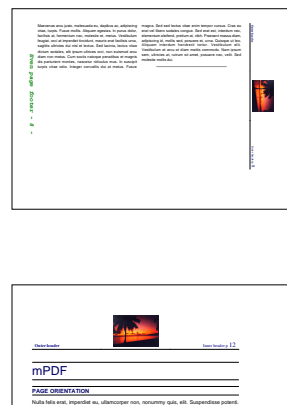 Maecenas arcu justo, malesuada eu, dapibus ac, adipiscing
vitae, turpis. Fusce mollis. Aliquam egestas. In purus dolor,
facilisis at, fermentum nec, molestie et, metus. Vestibulum
feugiat, orci at imperdiet tincidunt, mauris erat facilisis urna,
sagittis ultricies dui nisl et lectus. Sed lacinia, lectus vitae
dictum sodales, elit ipsum ultrices orci, non euismod arcu
diam non metus. Cum sociis natoque penatibus et magnis
dis parturient montes, nascetur ridiculus mus. In suscipit
turpis vitae odio. Integer convallis dui at metus. Fusce
magna. Sed sed lectus vitae enim tempor cursus. Cras eu
erat vel libero sodales congue. Sed erat est, interdum nec,
elementum eleifend, pretium at, nibh. Praesent massa diam,
adipiscing id, mollis sed, posuere et, urna. Quisque ut leo.
Aliquam interdum hendrerit tortor. Vestibulum elit.
Vestibulum et arcu at diam mattis commodo. Nam ipsum
sem, ultricies at, rutrum sit amet, posuere nec, velit. Sed
molestie mollis dui.
page footer -
Outer header
Inner header p 12
mPDF
PAGE ORIENTATION
Nulla felis erat, imperdiet eu, ullamcorper non, nonummy quis, elit. Suspendisse potenti.